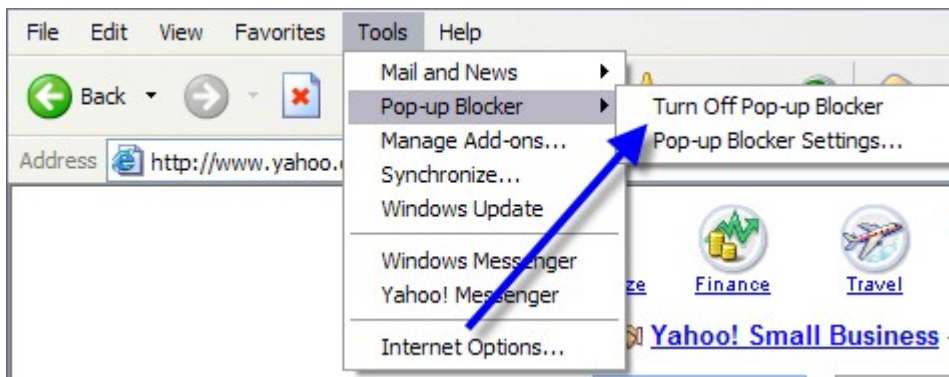 File Edit View Favorites Tools Help
Back
Mail and News
Pop-up Blocker
Turn Off Pop-up Blocker
Manage Add-ons...
Pop-up Blocker Settings...
Address http://www.yahoo.
Synchronize...
Windows Update
Windows Messenger
Yahoo! Messenger
ze Finance Travel
Internet Options...
Yahoo! Small Business